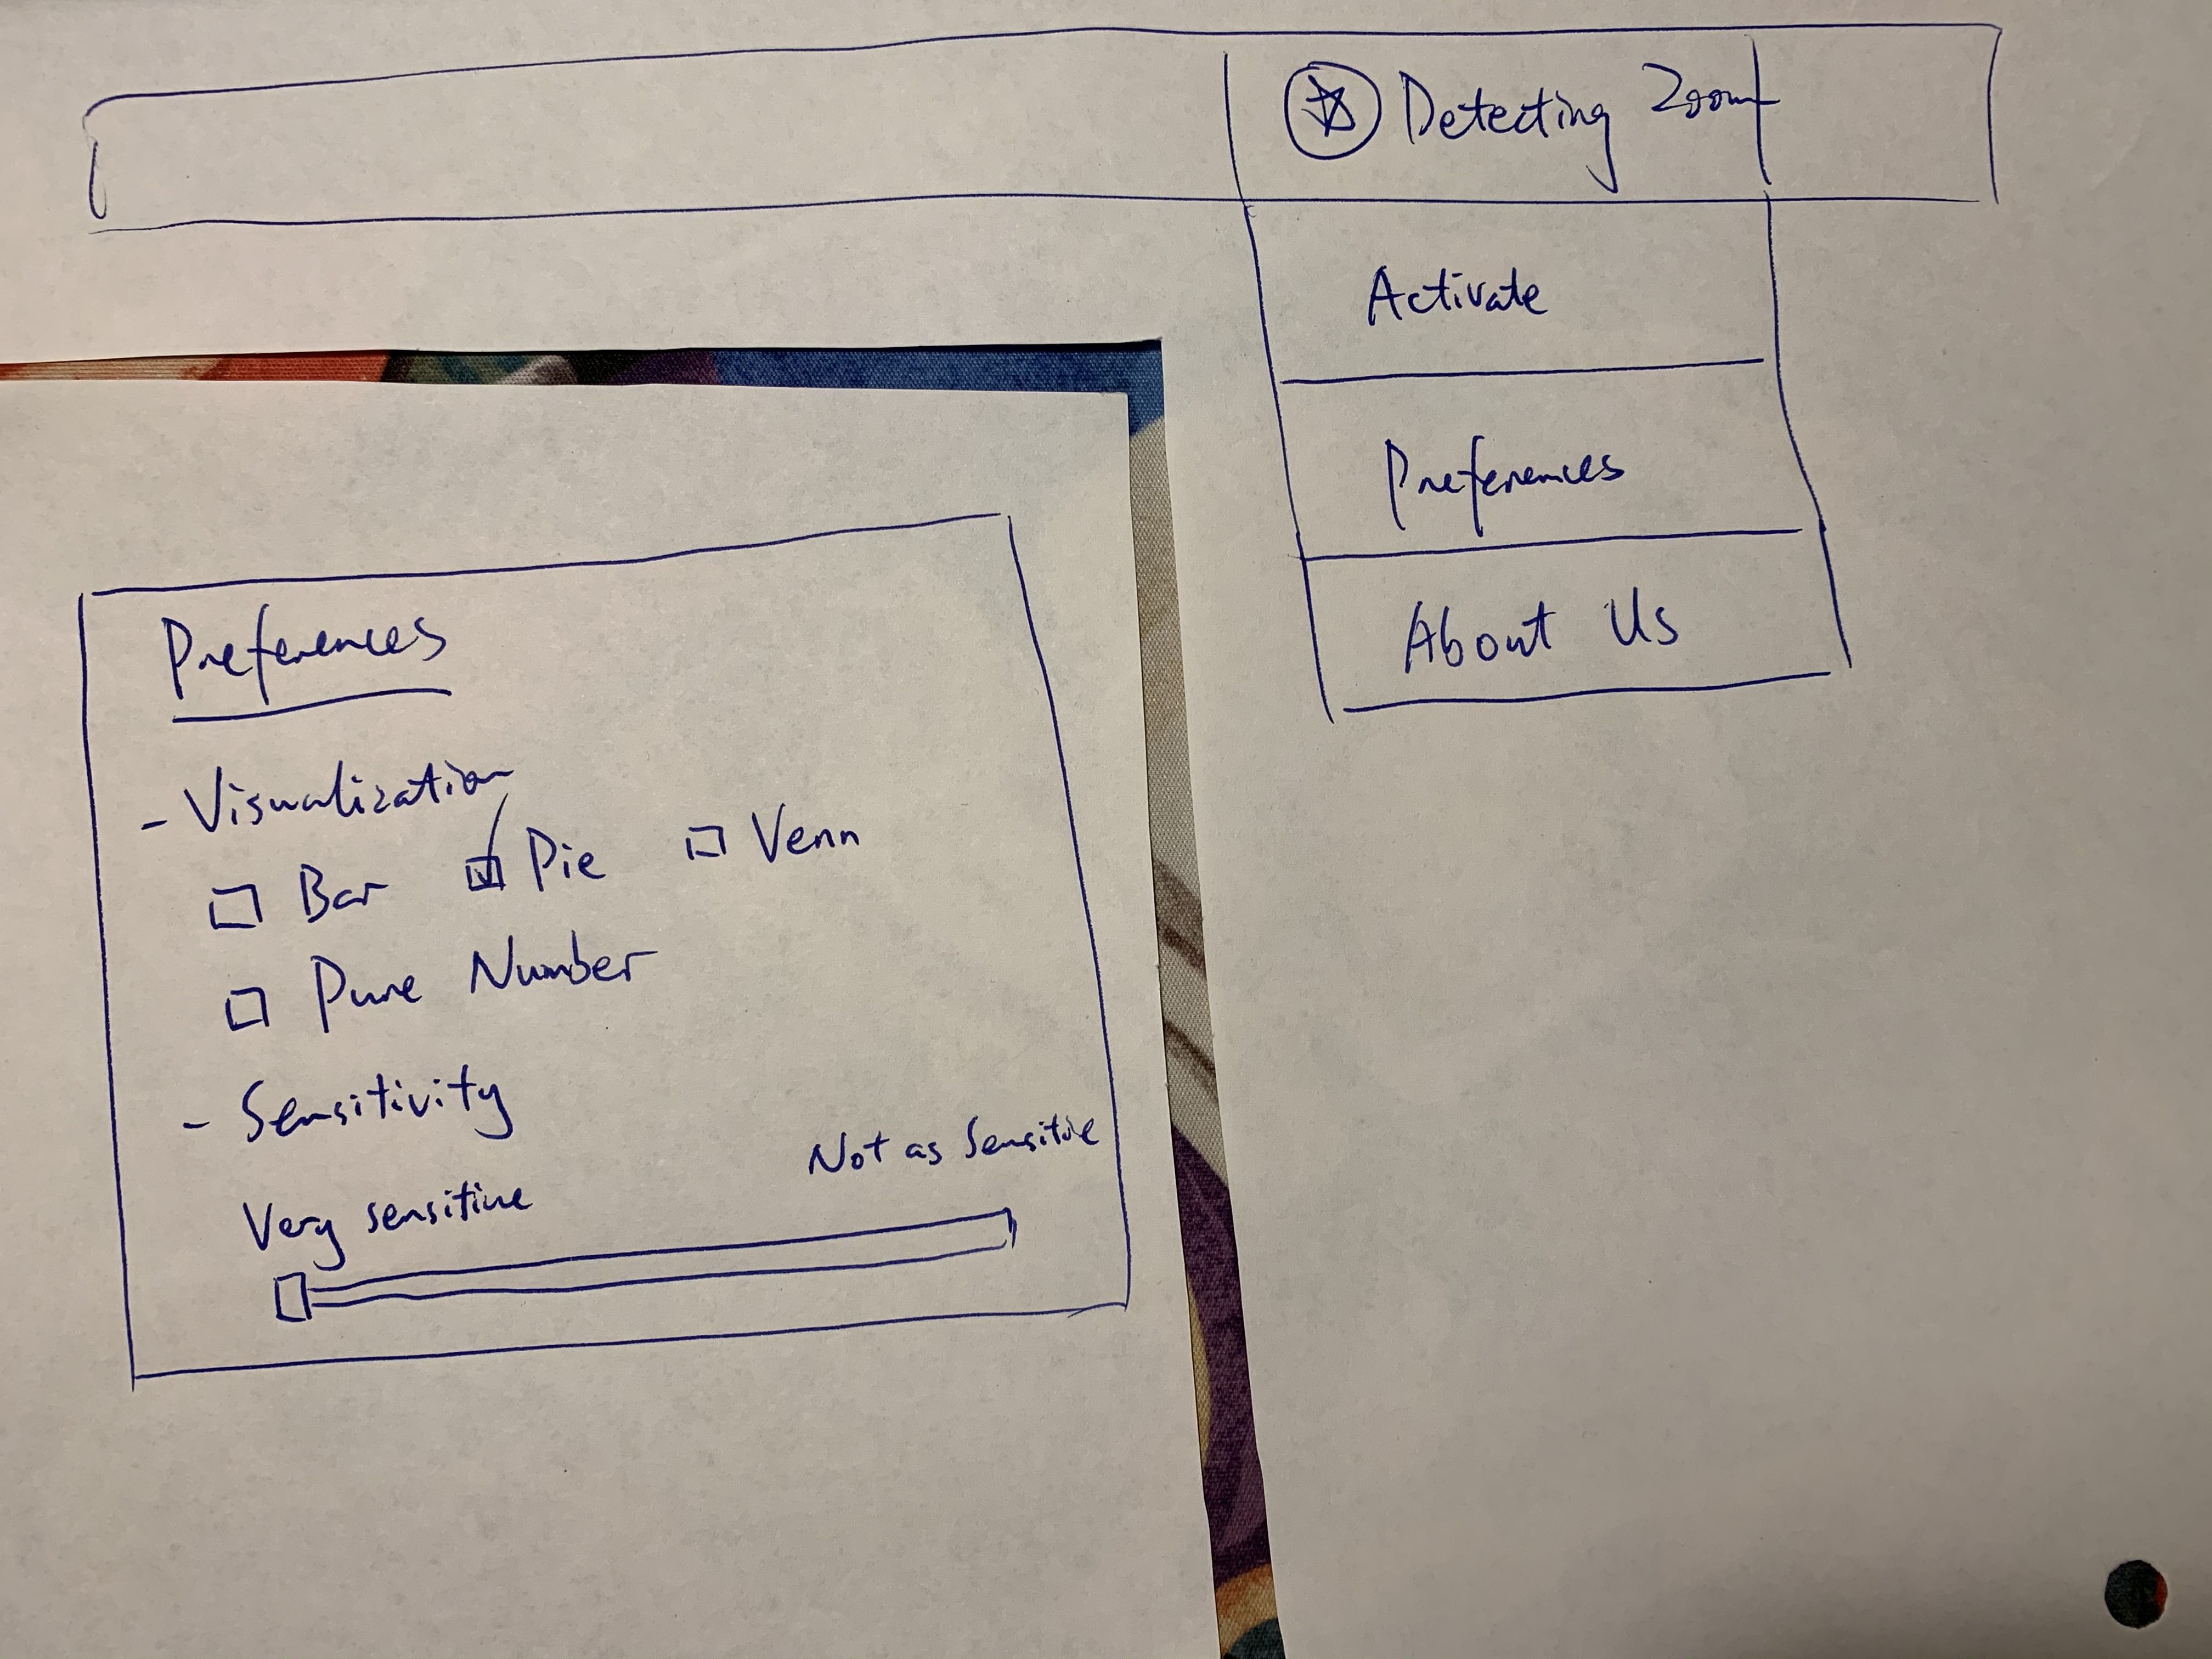 Detecting Zoom
Activate
Preferences
About Us
Preferences
- Visualization
Bar Pie Venn
Pure Number
- Sensitivity
Not as Sensitive
Very sensitive